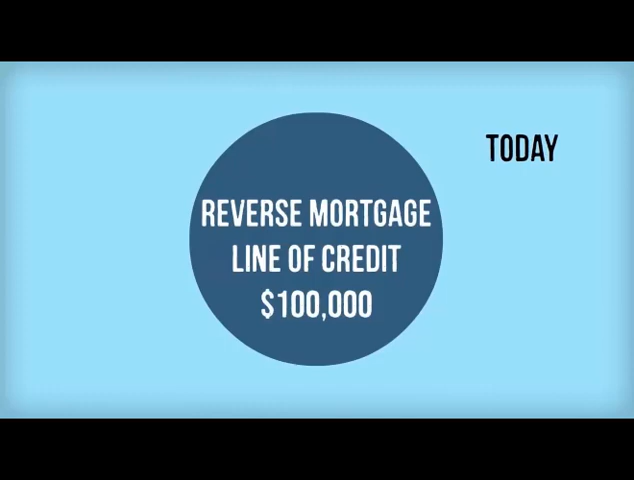 TODAY
REVERSE MORTGAGE
LINE OF CREDIT
$100,000